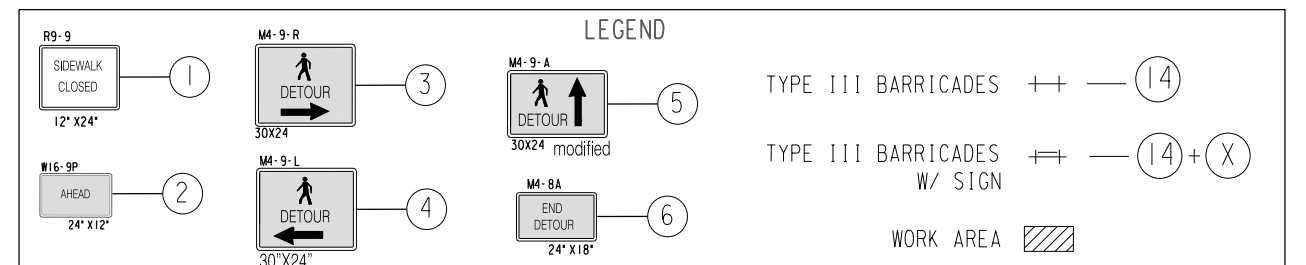 LEGEND
R9-9
SIDEWALK
CLOSED
1
12" X24"
W16-9P
AHEAD
2
24" X12"
M4-9-R
DETOUR
3
30X24
M4-9-L
DETOUR
4
30"X24"
M4-9-A
DETOUR
5
30X24 modified
M4-8A
END
DETOUR
6
24" X18"
TYPE III BARRICADES 14
TYPE III BARRICADES 14 + X
W/ SIGN
WORK AREA